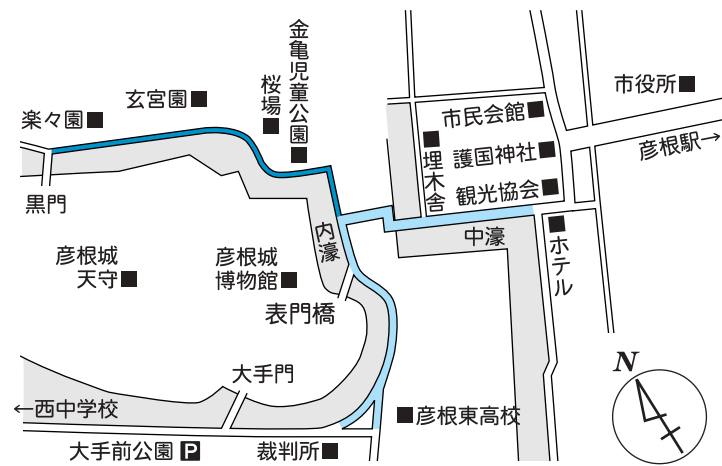 金亀児童公園
桜場
玄宮園
楽々園
黒門
市役所
市民会館
埋木舎
護国神社
彦根駅→
観光協会
内濠
中濠
ホテル
彦根城
天守
彦根城
博物館
表門橋
大手門
N
←西中学校
彦根東高校
大手前公園 P
裁判所